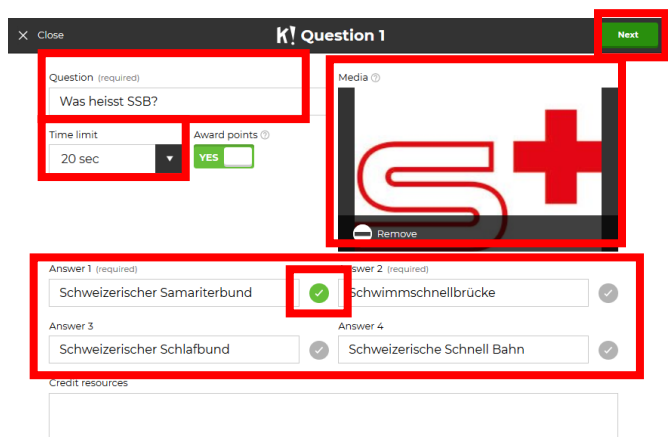 Close
K! Question 1
Next
Question (required)
Was heisst SSB?
Media ?
Time limit
Award points ?
20 sec
YES
Remove
Answer 1 (required)
swer 2 (required)
Schweizerischer Samariterbund
Schwimmschnellbrücke
Answer 3
Answer 4
Schweizerischer Schlafbund
Schweizerische Schnell Bahn
Credit resources